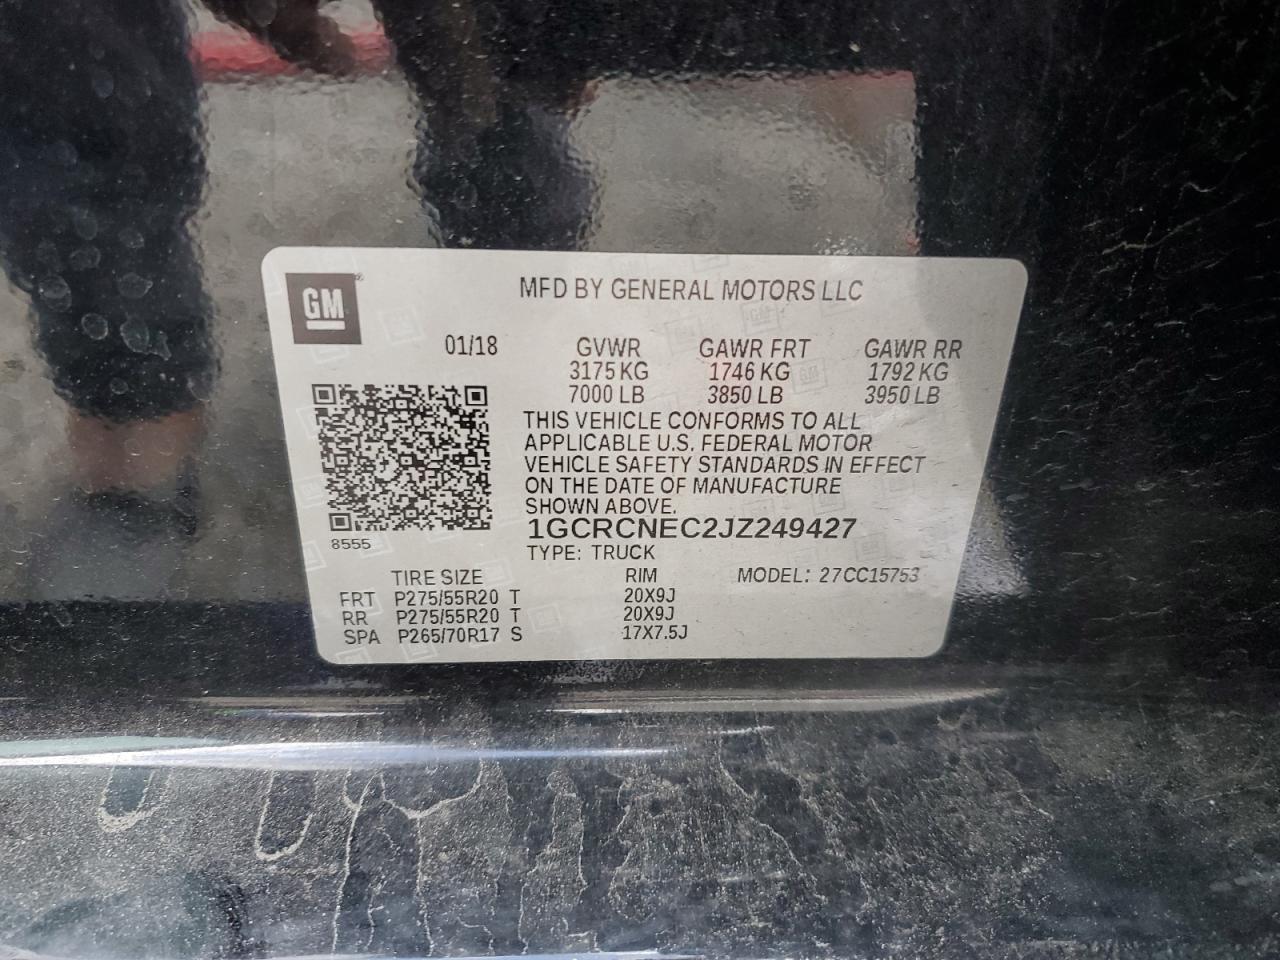 GM
MFD BY GENERAL MOTORS LLC
01/18 GVWR GAWR FRT GAWR RR
3175 KG 1746 KG 1792 KG
7000 LB 3850 LB 3950 LB
THIS VEHICLE CONFORMS TO ALL
APPLICABLE U.S. FEDERAL MOTOR
VEHICLE SAFETY STANDARDS IN EFFECT
ON THE DATE OF MANUFACTURE
SHOWN ABOVE.
1GCRCNEC2JZ249427
8555
TYPE: TRUCK
TIRE SIZE RIM MODEL: 27CC15753
FRT P275/55R20 T 20X9J
RR P275/55R20 T 20X9J
SPA P265/70R17 S 17X7.5J